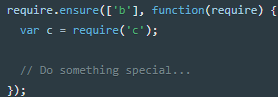 require.ensure(['b'], function(require) {
  var c = require('c');

  // Do something special...
});